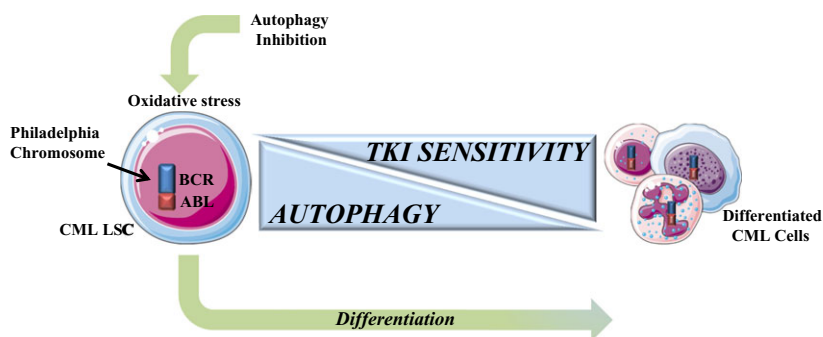 Autophagy
Inhibition
Oxidative stress
Philadelphia
Chromosome
BCR
ABL
CML LSC
TKI SENSITIVITY
AUTOPHAGY
Differentiated
CML Cells
Differentiation